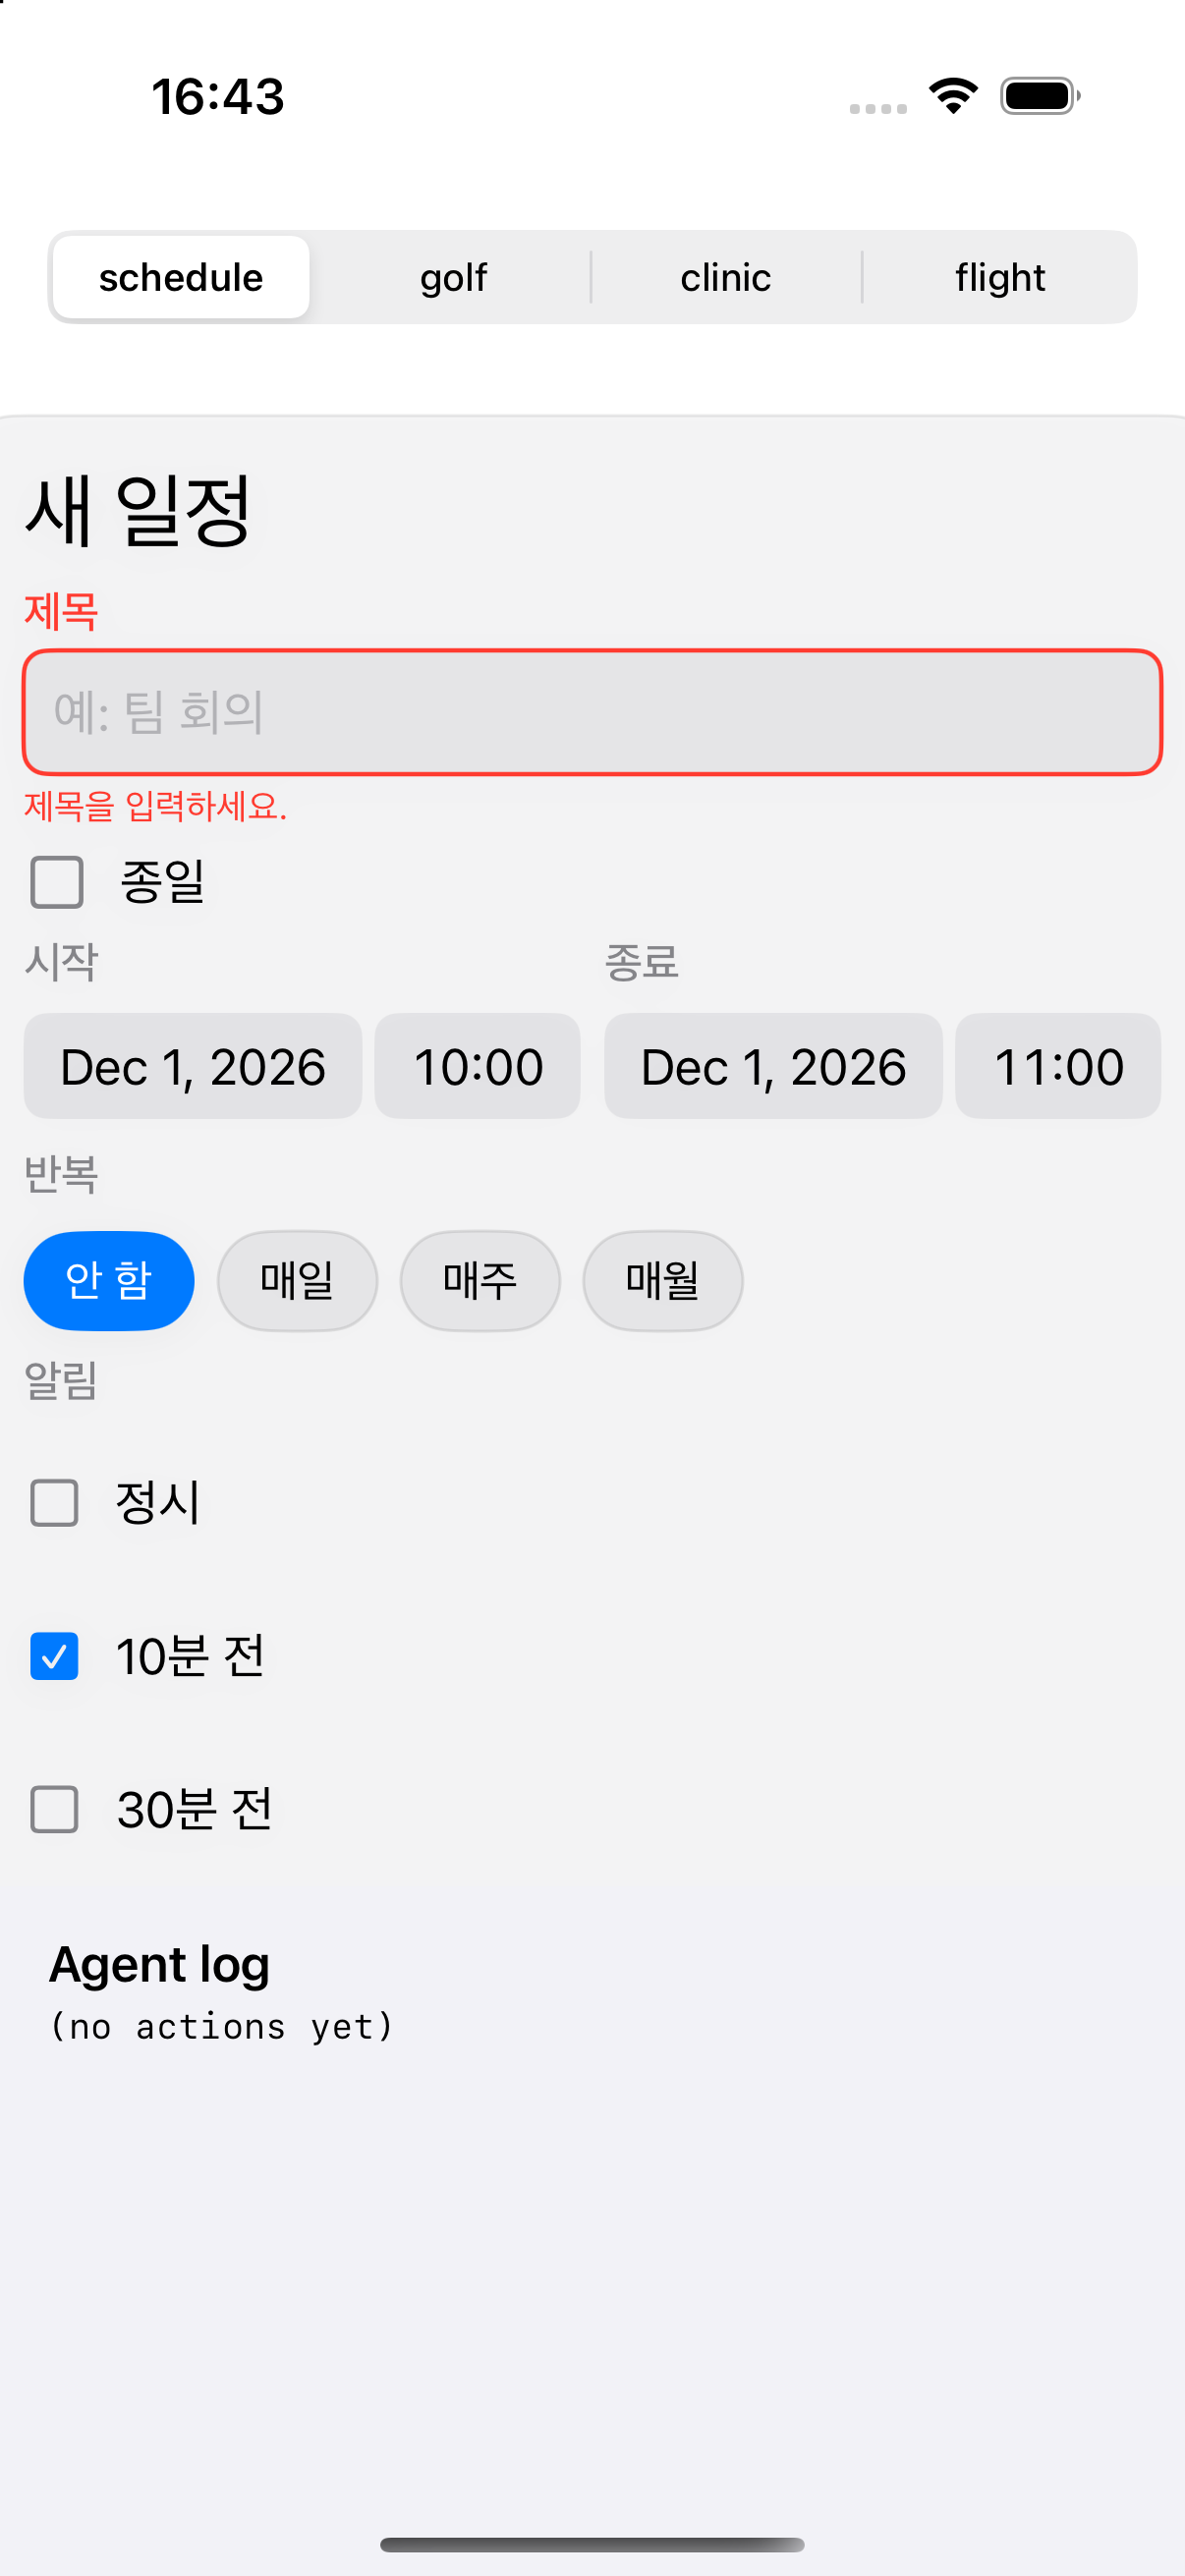 16:43
schedule golf clinic flight
새 일정
제목
예: 팀 회의
제목을 입력하세요.
종일
시작 종료
Dec 1, 2026 10:00 Dec 1, 2026 11:00
반복
안 함 매일 매주 매월
알림
정시
10분 전
30분 전
Agent log
(no actions yet)